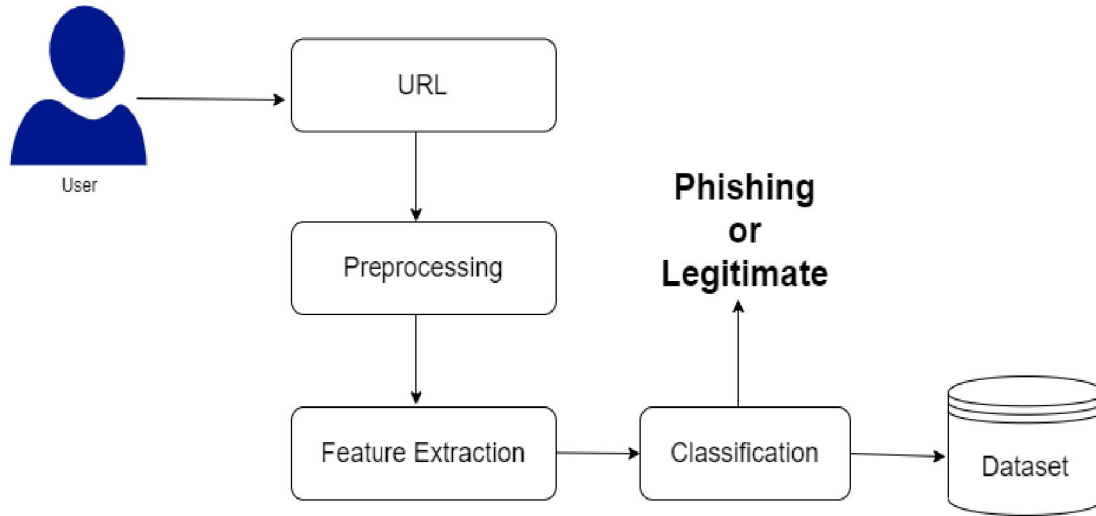 URL
User
Preprocessing
Phishing
or
Legitimate
Feature Extraction
Classification
Dataset